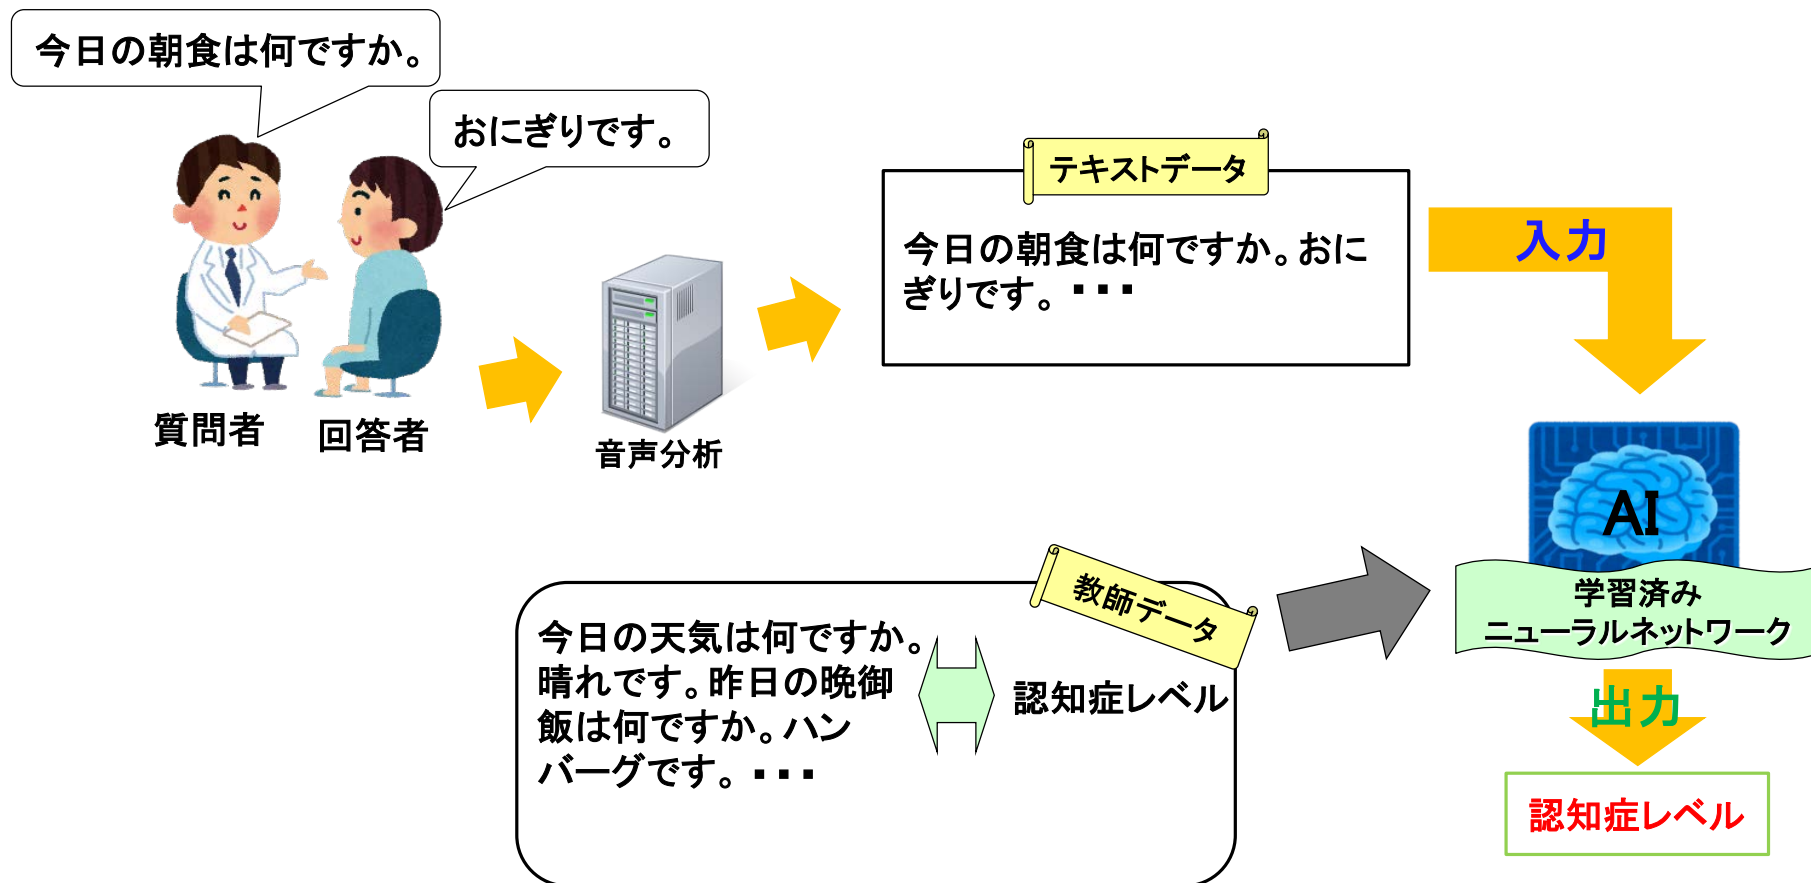 今日の朝食は何ですか。
おにぎりです。
質問者
回答者
音声分析
テキストデータ
今日の朝食は何ですか。おに
ぎりです。・・・
入力
AI
学習済み
ニューラルネットワーク
教師データ
今日の天気は何ですか。
晴れです。昨日の晩御
飯は何ですか。ハン
バーグです。・・・
認知症レベル
出力
認知症レベル